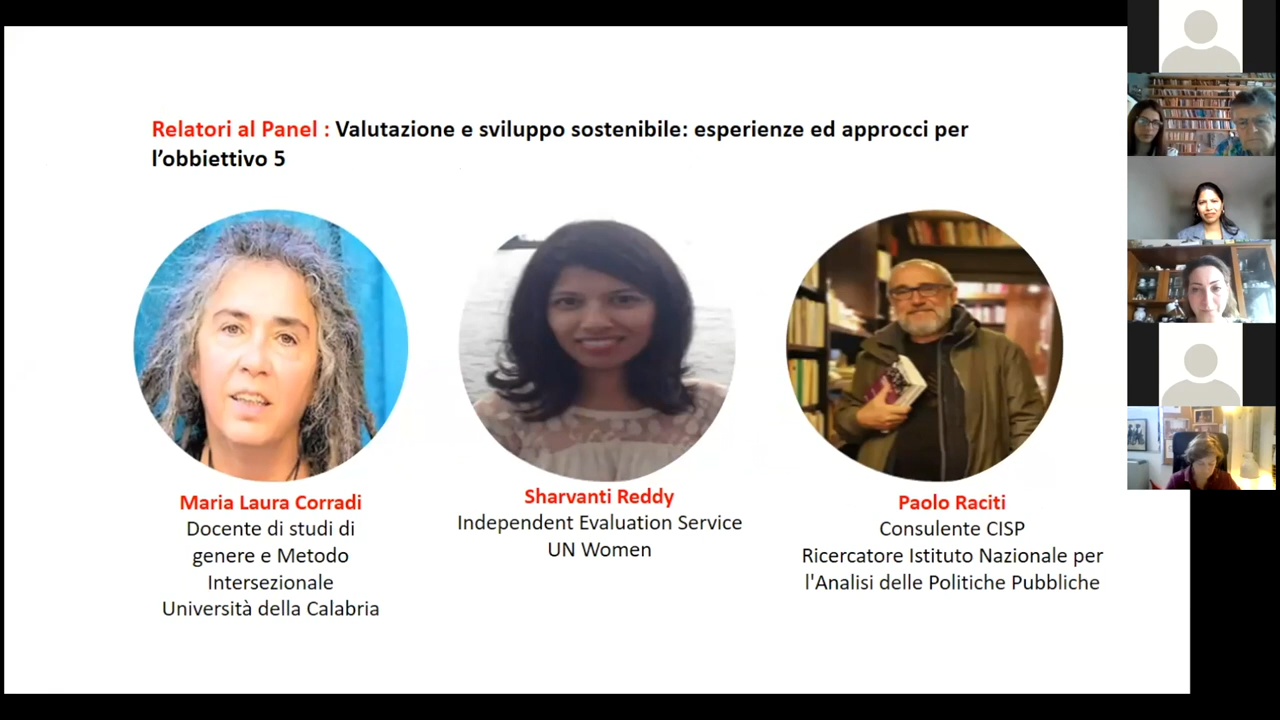 Relatori al Panel : Valutazione e sviluppo sostenibile: esperienze ed approcci per
l’obbiettivo 5
Maria Laura Corradi
Docente di studi di
genere e Metodo
Intersezionale
Università della Calabria
Sharvanti Reddy
Independent Evaluation Service
UN Women
Paolo Raciti
Consulente CISP
Ricercatore Istituto Nazionale per
l'Analisi delle Politiche Pubbliche